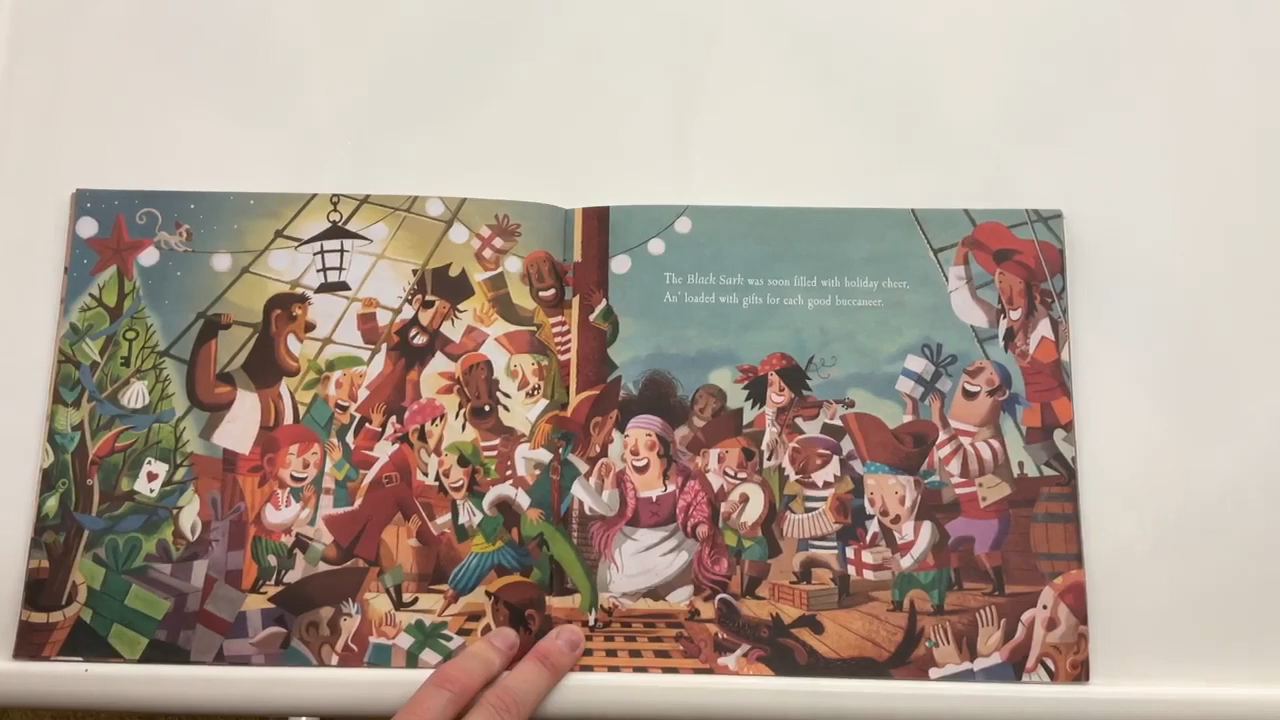 The Black Sark was soon filled with holiday cheer,
An' loaded with gifts for each good buccaneer.